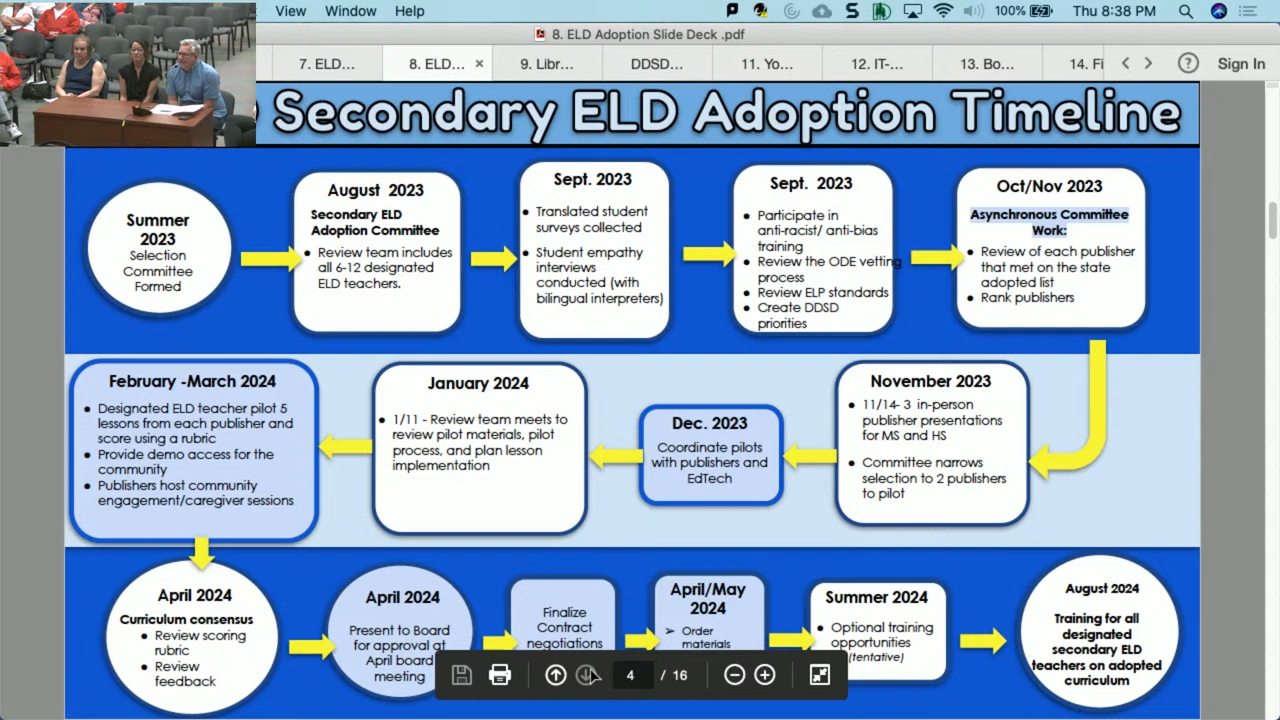 View Window Help
100%
Thu 8:38 PM
8. ELD Adoption Slide Deck .pdf
7. ELD...
8. ELD... ×
9. Libr...
DDSD...
11. Yo...
12. IT-...
13. Bo...
14. Fi
?
Sign In
Secondary ELD Adoption Timeline
Summer
2023
Selection
Committee
Formed
August 2023
Secondary ELD
Adoption Committee
● Review team includes
all 6-12 designated
ELD teachers.
Sept. 2023
● Translated student
surveys collected
● Student empathy
interviews
conducted (with
bilingual interpreters)
Sept. 2023
● Participate in
anti-racist/ anti-bias
training
● Review the ODE vetting
process
● Review ELP standards
● Create DDSD
priorities
Oct/Nov 2023
Asynchronous Committee
Work:
● Review of each publisher
that met on the state
adopted list
● Rank publishers
November 2023
● 11/14- 3 in-person
publisher presentations
for MS and HS
● Committee narrows
selection to 2 publishers
to pilot
Dec. 2023
Coordinate pilots
with publishers and
EdTech
January 2024
● 1/11 - Review team meets to
review pilot materials, pilot
process, and plan lesson
implementation
February -March 2024
● Designated ELD teacher pilot 5
lessons from each publisher and
score using a rubric
● Provide demo access for the
community
● Publishers host community
engagement/caregiver sessions
April 2024
Curriculum consensus
● Review scoring
rubric
● Review
feedback
April 2024
Present to Board
for approval at
April board
meeting
Finalize
Contract
negotiations
April/May
2024
➢ Order
materials
Summer 2024
● Optional training
opportunities
(tentative)
August 2024
Training for all
designated
secondary ELD
teachers on adopted
curriculum
4 / 16